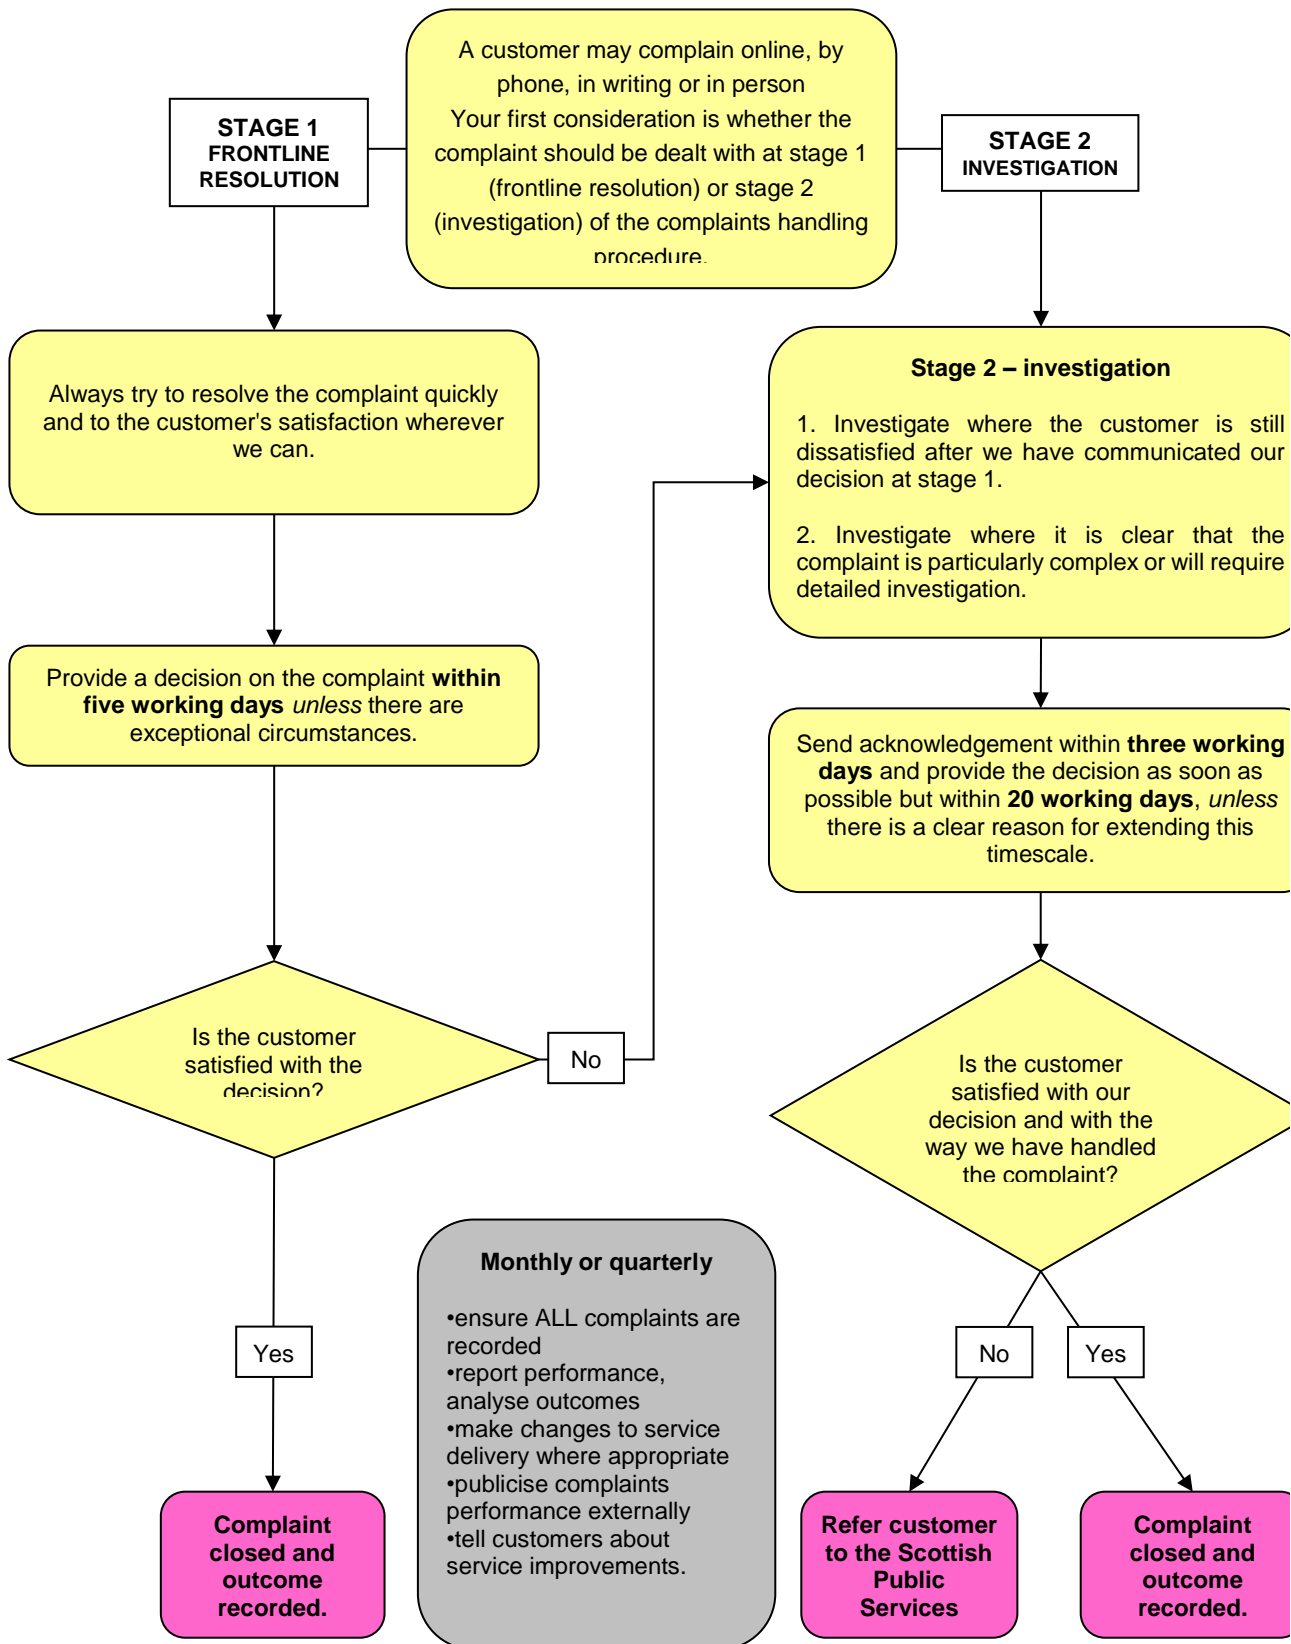 A customer may complain online, by
phone, in writing or in person
Your first consideration is whether the
complaint should be dealt with at stage 1
(frontline resolution) or stage 2
(investigation) of the complaints handling
procedure.
STAGE 1
FRONTLINE
RESOLUTION
STAGE 2
INVESTIGATION
Always try to resolve the complaint quickly
and to the customer's satisfaction wherever
we can.
Provide a decision on the complaint within
five working days unless there are
exceptional circumstances.
Is the customer
satisfied with the
decision?
No
Yes
Complaint
closed and
outcome
recorded.
Stage 2 – investigation
1. Investigate where the customer is still
dissatisfied after we have communicated our
decision at stage 1.
2. Investigate where it is clear that the
complaint is particularly complex or will require
detailed investigation.
Send acknowledgement within three working
days and provide the decision as soon as
possible but within 20 working days, unless
there is a clear reason for extending this
timescale.
Is the customer
satisfied with our
decision and with the
way we have handled
the complaint?
No
Yes
Refer customer
to the Scottish
Public
Services
Complaint
closed and
outcome
recorded.
Monthly or quarterly
•ensure ALL complaints are
recorded
•report performance,
analyse outcomes
•make changes to service
delivery where appropriate
•publicise complaints
performance externally
•tell customers about
service improvements.